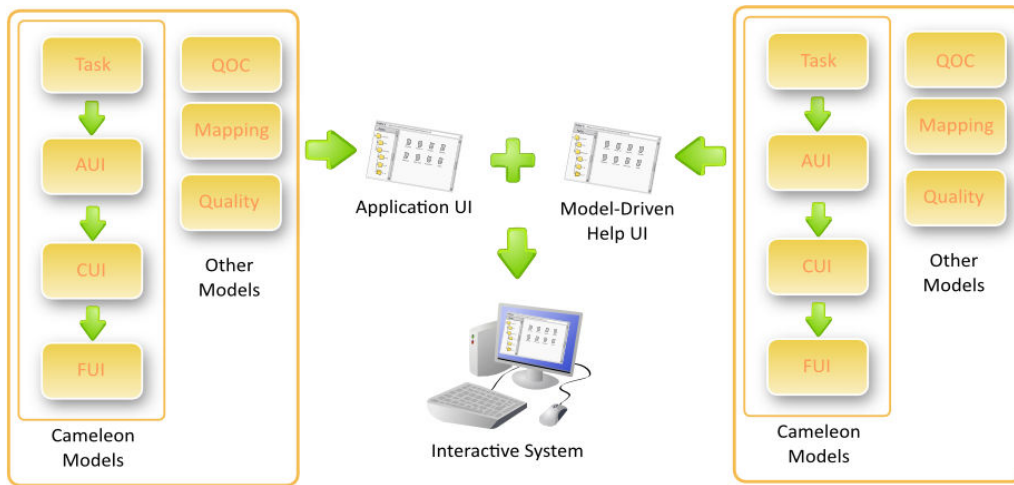 Task
AUI
CUI
FUI
Cameleon
Models
QOC
Mapping
Quality
Other
Models
Application UI
Model-Driven
Help UI
Interactive System
Task
AUI
CUI
FUI
Cameleon
Models
QOC
Mapping
Quality
Other
Models